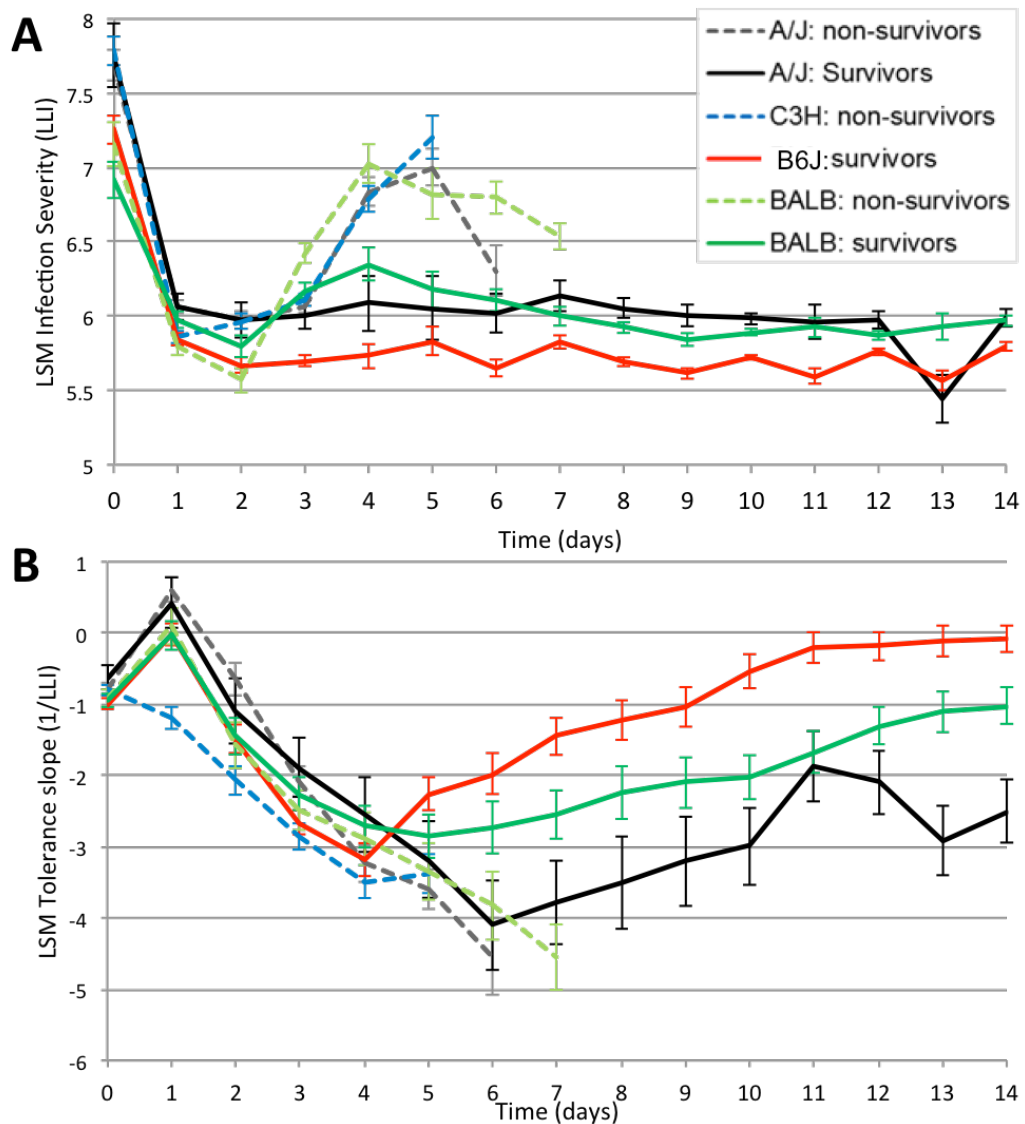 A
LSM Infection Severity (LLI)
8
7.5
7
6.5
6
5.5
5
0 1 2 3 4 5 6 7 8 9 10 11 12 13 14
Time (days)
A/J: non-survivors
A/J: Survivors
C3H: non-survivors
B6J: survivors
BALB: non-survivors
BALB: survivors
B
LSM Tolerance slope (1/LLI)
1
0
-1
-2
-3
-4
-5
-6
0 1 2 3 4 5 6 7 8 9 10 11 12 13 14
Time (days)